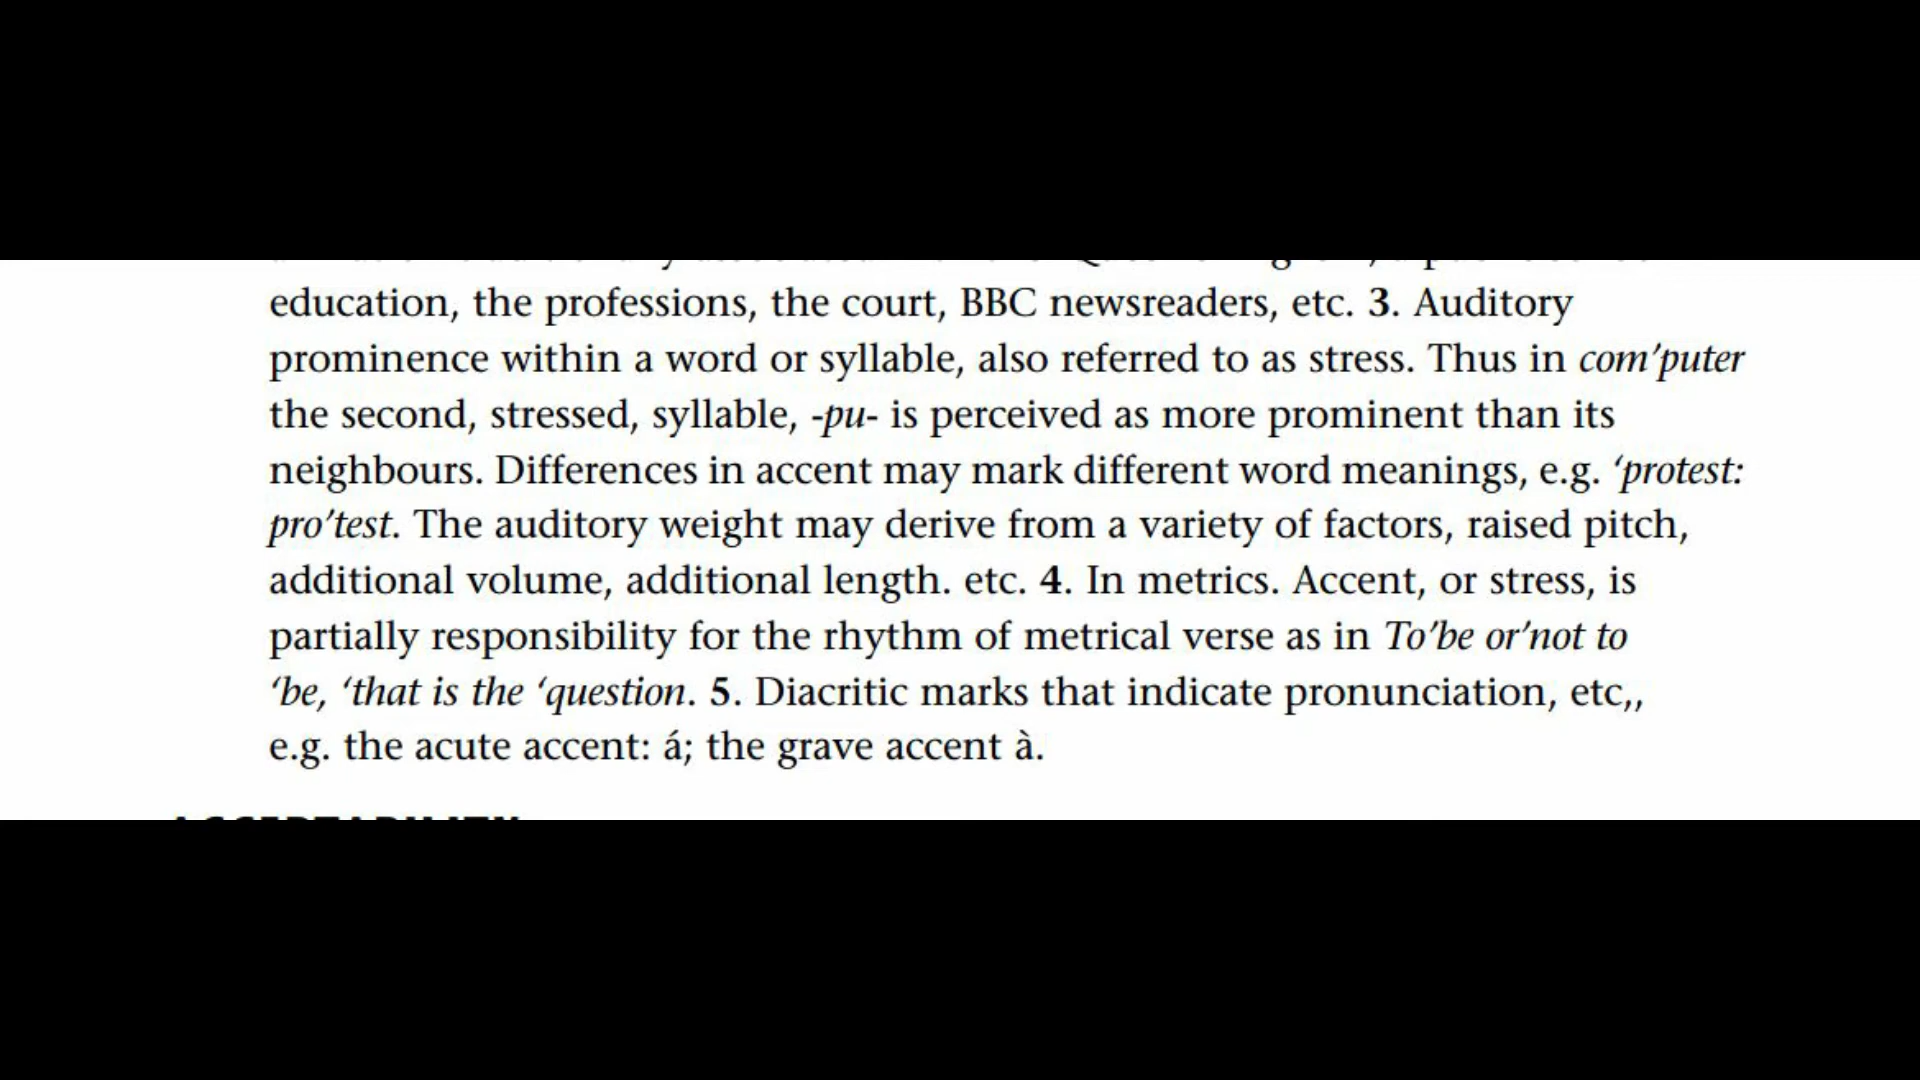 education, the professions, the court, BBC newsreaders, etc. 3. Auditory
prominence within a word or syllable, also referred to as stress. Thus in com’puter
the second, stressed, syllable, -pu- is perceived as more prominent than its
neighbours. Differences in accent may mark different word meanings, e.g. ‘protest:
pro’test. The auditory weight may derive from a variety of factors, raised pitch,
additional volume, additional length. etc. 4. In metrics. Accent, or stress, is
partially responsibility for the rhythm of metrical verse as in To’be or’not to
‘be, ‘that is the ‘question. 5. Diacritic marks that indicate pronunciation, etc,,
e.g. the acute accent: á; the grave accent à.